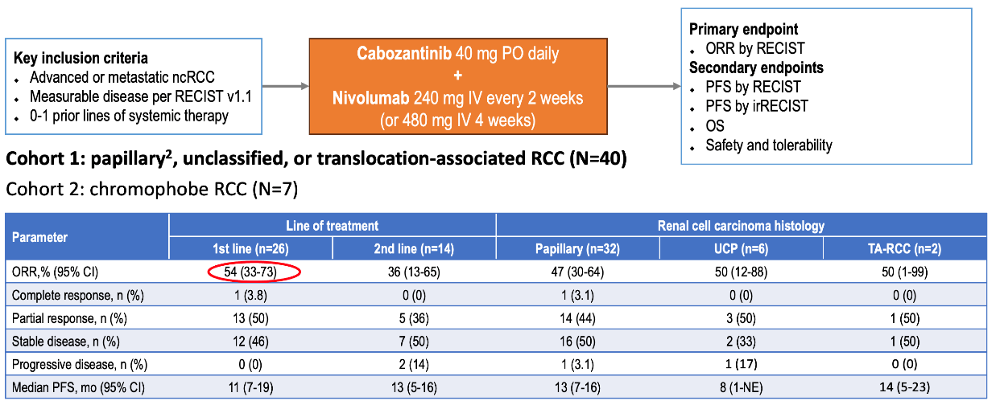 Key inclusion criteria
⬩ Advanced or metastatic ncRCC
⬩ Measurable disease per RECIST v1.1
⬩ 0-1 prior lines of systemic therapy
Cabozantinib 40 mg PO daily
+
Nivolumab 240 mg IV every 2 weeks
(or 480 mg IV 4 weeks)
Primary endpoint
⬩ ORR by RECIST
Secondary endpoints
⬩ PFS by RECIST
⬩ PFS by irRECIST
⬩ OS
⬩ Safety and tolerability
Cohort 1: papillary², unclassified, or translocation-associated RCC (N=40)
Cohort 2: chromophobe RCC (N=7)
Parameter Line of treatment Renal cell carcinoma histology
1st line (n=26) 2nd line (n=14) Papillary (n=32) UCP (n=6) TA-RCC (n=2)
ORR,% (95% CI) 54 (33-73) 36 (13-65) 47 (30-64) 50 (12-88) 50 (1-99)
Complete response, n (%) 1 (3.8) 0 (0) 1 (3.1) 0 (0) 0 (0)
Partial response, n (%) 13 (50) 5 (36) 14 (44) 3 (50) 1 (50)
Stable disease, n (%) 12 (46) 7 (50) 16 (50) 2 (33) 1 (50)
Progressive disease, n (%) 0 (0) 2 (14) 1 (3.1) 1 (17) 0 (0)
Median PFS, mo (95% CI) 11 (7-19) 13 (5-16) 13 (7-16) 8 (1-NE) 14 (5-23)